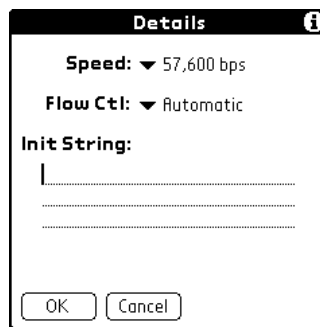 Details
Speed: 57,600 bps
Flow Ctl: Automatic
Init String:
OK Cancel